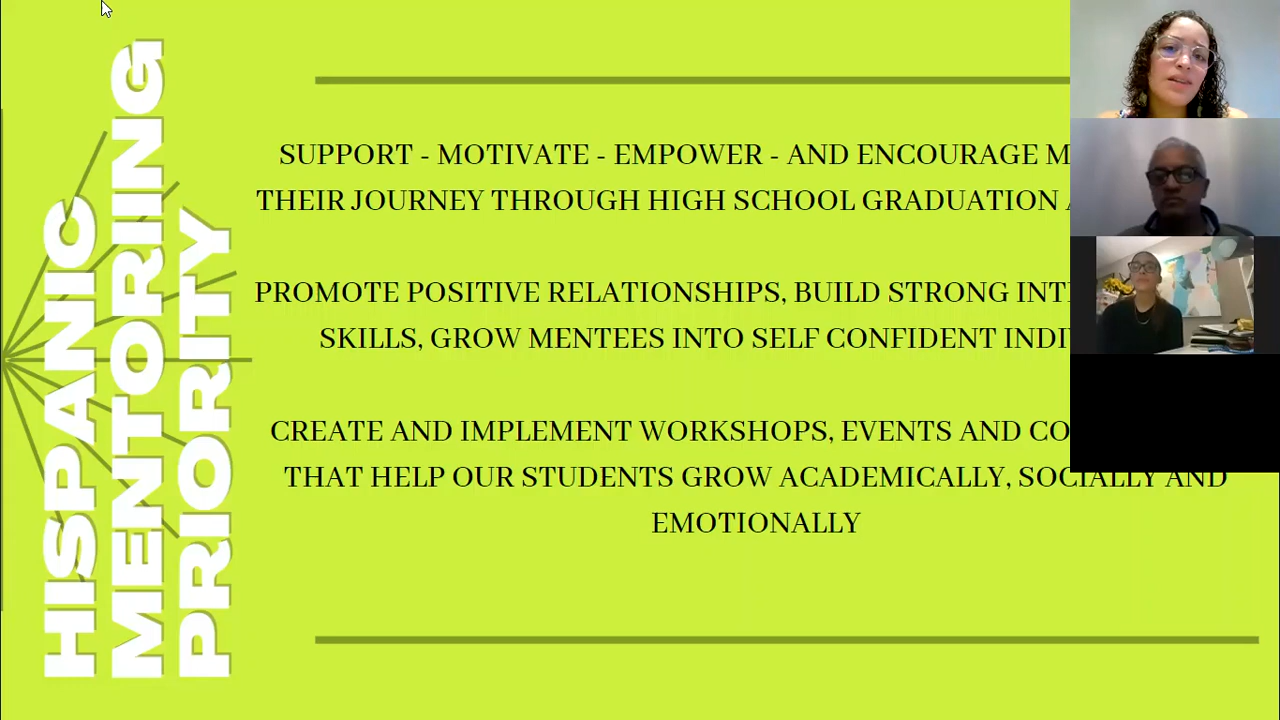 HISPANIC
MENTORING
PRIORITY
SUPPORT - MOTIVATE - EMPOWER - AND ENCOURAGE
THEIR JOURNEY THROUGH HIGH SCHOOL GRADUATION
PROMOTE POSITIVE RELATIONSHIPS, BUILD STRONG
SKILLS, GROW MENTEES INTO SELF CONFIDENT
CREATE AND IMPLEMENT WORKSHOPS, EVENTS AND
THAT HELP OUR STUDENTS GROW ACADEMICALLY, SOCIALLY AND
EMOTIONALLY